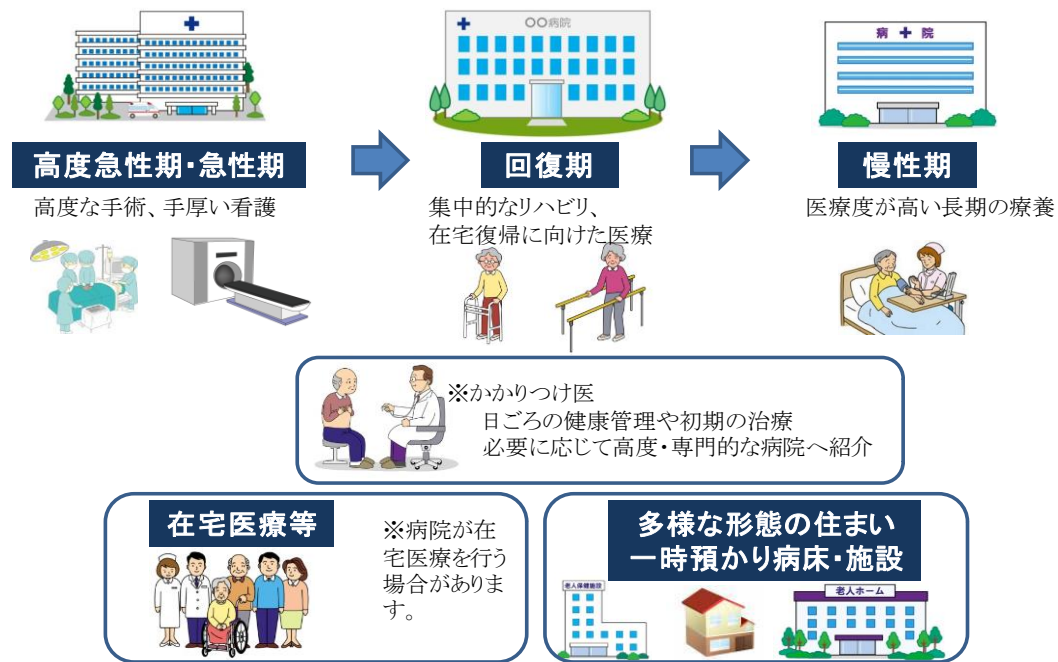 〇〇病院
病 院
高度急性期・急性期
回復期
慢性期
高度な手術、手厚い看護
集中的なリハビリ、
在宅復帰に向けた医療
医療度が高い長期の療養
※かかりつけ医
日ごろの健康管理や初期の治療
必要に応じて高度・専門的な病院へ紹介
在宅医療等
※病院が在
宅医療を行う
場合がありま
す。
多様な形態の住まい
一時預かり病床・施設
老人保健施設
老人ホーム